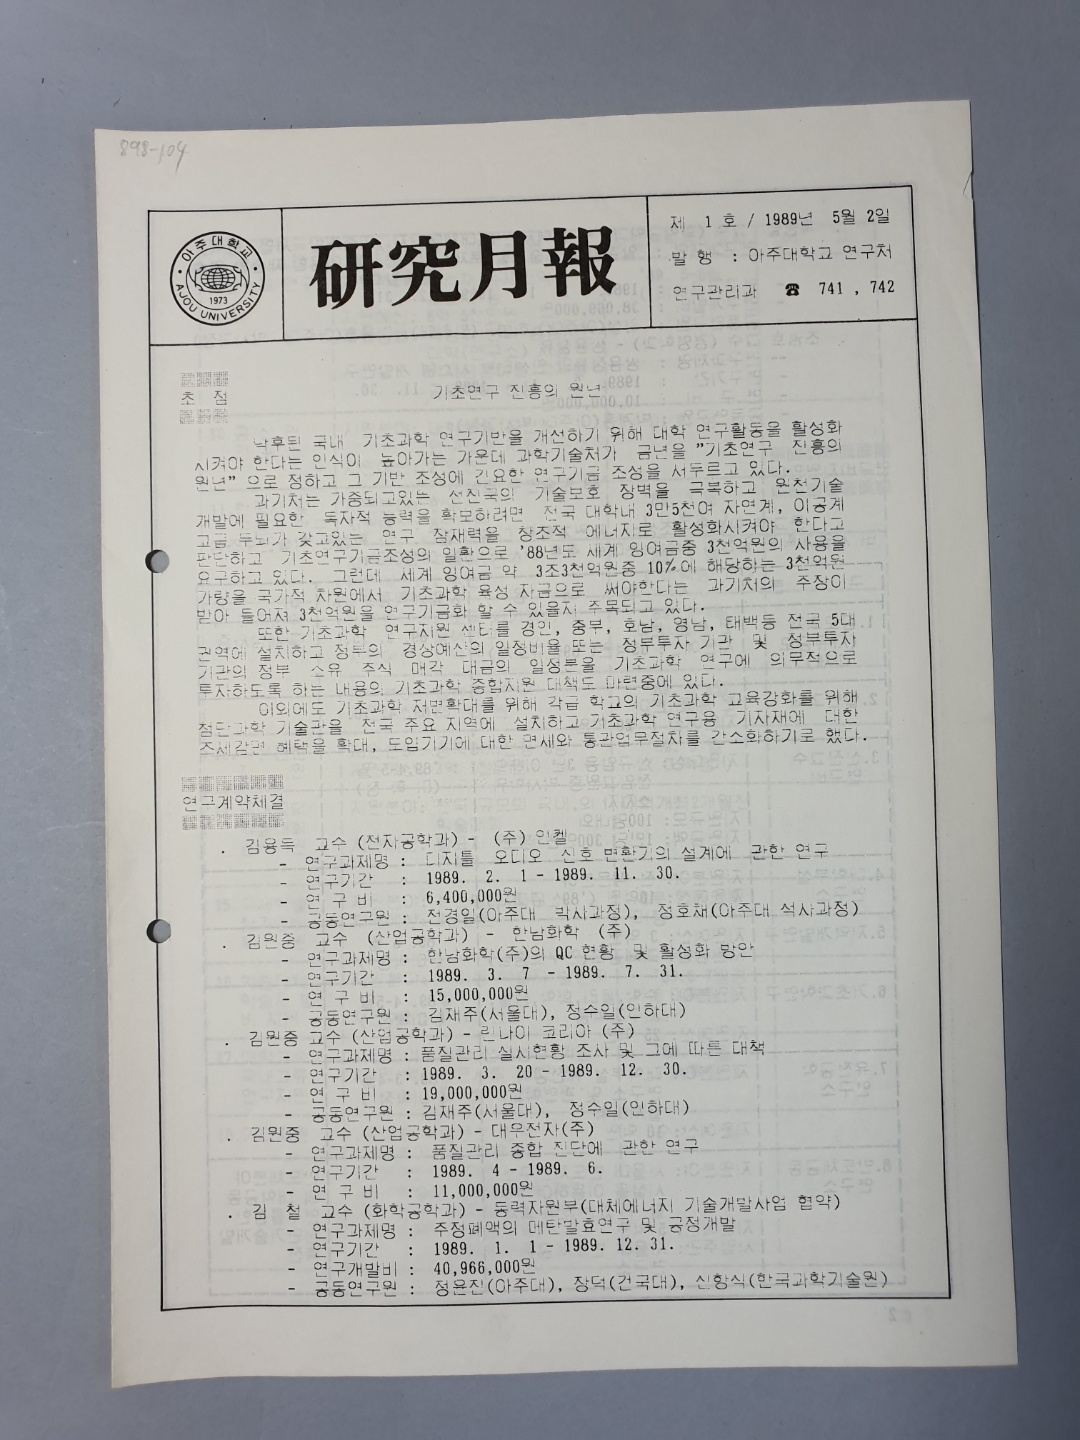 898-104
아주대학교
AJOU UNIVERSITY
1973
研究月報
제 1 호 / 1989년 5월 2일
발 행 : 아주대학교 연구처
연구관리과 ☎ 741 , 742
초 점
기초연구 진흥의 원년
낙후된 국내 기초과학 연구기반을 개선하기 위해 대학 연구활동을 활성화
시켜야 한다는 인식이 높아가는 가운데 과학기술처가 금년을 "기초연구 진흥의
원년" 으로 정하고 그 기반 조성에 긴요한 연구기금 조성을 서두르고 있다.
과기처는 가중되고있는 선진국의 기술보호 장벽을 극복하고 원천기술
개발에 필요한 독자적 능력을 확보하려면 전국 대학내 3만5천여 자연계, 이공계
고급 두뇌가 갖고있는 연구 잠재력을 창조적 에너지로 활성화시켜야 한다고
판단하고 기초연구기금조성의 일환으로 '88년도 세계 잉여금중 3천억원의 사용을
요구하고 있다. 그런데 세계 잉여금 약 3조3천억원중 10%에 해당하는 3천억원
가량을 국가적 차원에서 기초과학 육성 자금으로 써야한다는 과기처의 주장이
받아 들여져 3천억원을 연구기금화 할 수 있을지 주목되고 있다.
또한 기초과학 연구지원 센터를 경인, 중부, 호남, 영남, 태백등 전국 5대
권역에 설치하고 정부의 경상예산의 일정비율 또는 정부투자 기관 및 정부투자
기관의 정부 소유 주식 매각 대금의 일정분을 기초과학 연구에 의무적으로
투자하도록 하는 내용의 기초과학 종합지원 대책도 마련중에 있다.
이외에도 기초과학 저변확대를 위해 각급 학교의 기초과학 교육강화를 위해
첨단과학 기술관을 전국 주요 지역에 설치하고 기초과학 연구용 기자재에 대한
조세감면 혜택을 확대, 도입기기에 대한 면세와 통관업무절차를 간소화하기로 했다.
연구계약체결
. 김용득 교수 (전자공학과) - (주) 인켈
- 연구과제명 : 디지틀 오디오 신호 변환기의 설계에 관한 연구
- 연구기간 : 1989. 2. 1 - 1989. 11. 30.
- 연 구 비 : 6,400,000원
- 공동연구원 : 전경일(아주대 박사과정), 정호채(아주대 석사과정)
. 김원중 교수 (산업공학과) - 한남화학 (주)
- 연구과제명 : 한남화학(주)의 QC 현황 및 활성화 방안
- 연구기간 : 1989. 3. 7 - 1989. 7. 31.
- 연 구 비 : 15,000,000원
- 공동연구원 : 김재주(서울대), 정수일(인하대)
. 김원중 교수 (산업공학과) - 린나이 코리아 (주)
- 연구과제명 : 품질관리 실시현황 조사 및 그에 따른 대책
- 연구기간 : 1989. 3. 20 - 1989. 12. 30.
- 연 구 비 : 19,000,000원
- 공동연구원 : 김재주(서울대), 정수일(인하대)
. 김원중 교수 (산업공학과) - 대우전자(주)
- 연구과제명 : 품질관리 종합 진단에 관한 연구
- 연구기간 : 1989. 4 - 1989. 6.
- 연 구 비 : 11,000,000원
. 김 철 교수 (화학공학과) - 동력자원부(대체에너지 기술개발사업 협약)
- 연구과제명 : 주정폐액의 메탄발효연구 및 공정개발
- 연구기간 : 1989. 1. 1 - 1989. 12. 31.
- 연구개발비 : 40,966,000원
- 공동연구원 : 정윤진(아주대), 장덕(건국대), 신항식(한국과학기술원)